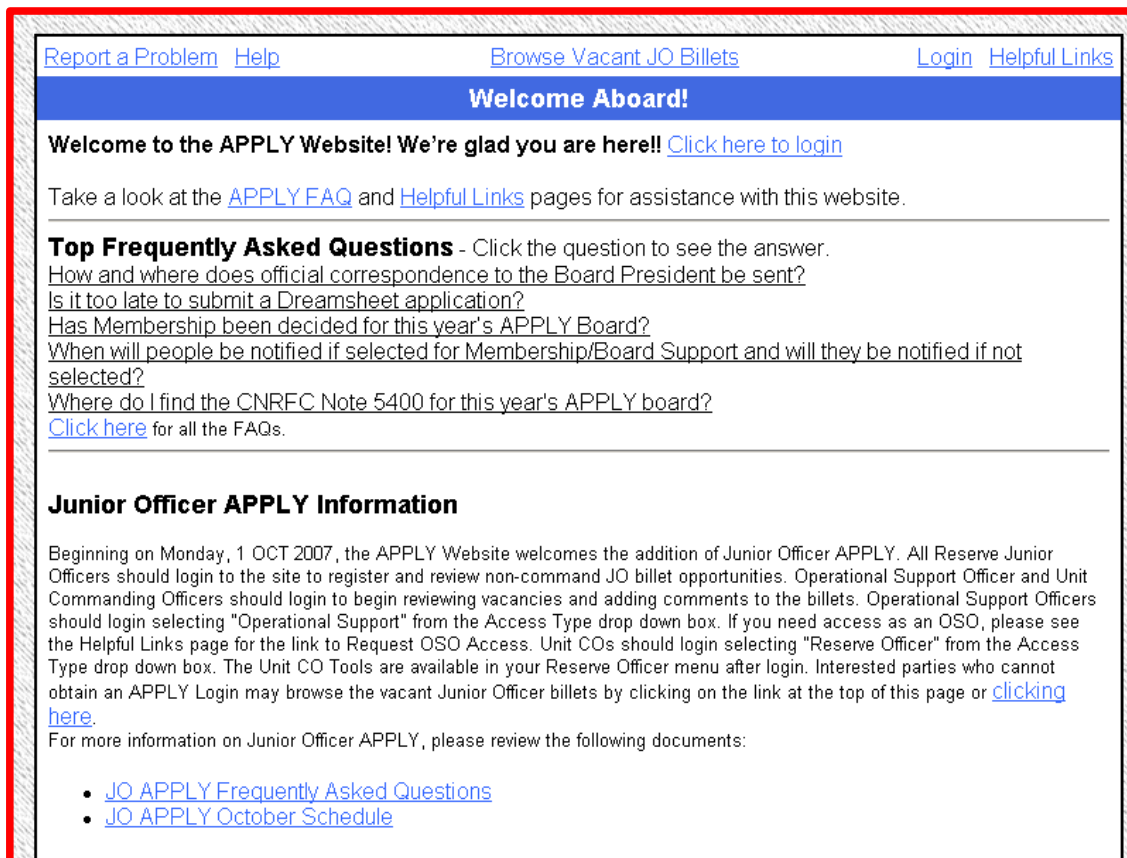 Report a Problem Help Browse Vacant JO Billets Login Helpful Links
Welcome Aboard!
Welcome to the APPLY Website! We're glad you are here!! Click here to login
Take a look at the APPLY FAQ and Helpful Links pages for assistance with this website.
Top Frequently Asked Questions - Click the question to see the answer.
How and where does official correspondence to the Board President be sent?
Is it too late to submit a Dreamsheet application?
Has Membership been decided for this year's APPLY Board?
When will people be notified if selected for Membership/Board Support and will they be notified if not
selected?
Where do I find the CNRFC Note 5400 for this year's APPLY board?
Click here for all the FAQs.
Junior Officer APPLY Information
Beginning on Monday, 1 OCT 2007, the APPLY Website welcomes the addition of Junior Officer APPLY. All Reserve Junior
Officers should login to the site to register and review non-command JO billet opportunities. Operational Support Officer and Unit
Commanding Officers should login to begin reviewing vacancies and adding comments to the billets. Operational Support Officers
should login selecting "Operational Support" from the Access Type drop down box. If you need access as an OSO, please see
the Helpful Links page for the link to Request OSO Access. Unit COs should login selecting "Reserve Officer" from the Access
Type drop down box. The Unit CO Tools are available in your Reserve Officer menu after login. Interested parties who cannot
obtain an APPLY Login may browse the vacant Junior Officer billets by clicking on the link at the top of this page or clicking
here.
For more information on Junior Officer APPLY, please review the following documents:
• JO APPLY Frequently Asked Questions
• JO APPLY October Schedule